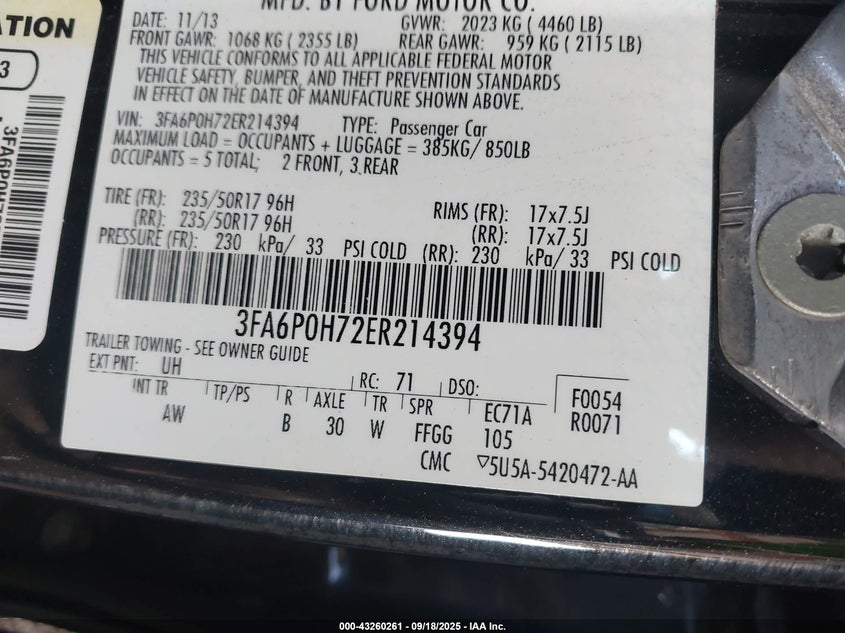 MFD. BY FORD MOTOR CO.
DATE: 11/13 GVWR: 2023 KG ( 4460 LB)
FRONT GAWR: 1068 KG ( 2355 LB) REAR GAWR: 959 KG ( 2115 LB)
THIS VEHICLE CONFORMS TO ALL APPLICABLE FEDERAL MOTOR
VEHICLE SAFETY, BUMPER, AND THEFT PREVENTION STANDARDS
IN EFFECT ON THE DATE OF MANUFACTURE SHOWN ABOVE.
VIN: 3FA6P0H72ER214394 TYPE: Passenger Car
MAXIMUM LOAD = OCCUPANTS + LUGGAGE = 385KG/ 850LB
OCCUPANTS = 5 TOTAL; 2 FRONT, 3 REAR
TIRE (FR): 235/50R17 96H RIMS (FR): 17x7.5J
(RR): 235/50R17 96H (RR): 17x7.5J
PRESSURE (FR): 230 kPa/ 33 PSI COLD (RR): 230 kPa/ 33 PSI COLD
3FA6P0H72ER214394
TRAILER TOWING - SEE OWNER GUIDE
EXT PNT: UH RC: 71 DSO: F0054
INT TR TP/PS R AXLE TR SPR EC71A R0071
AW B 30 W FFGG 105
CMC ▽5U5A-5420472-AA
ATION
3
000-43260261 - 09/18/2025 - IAA Inc.